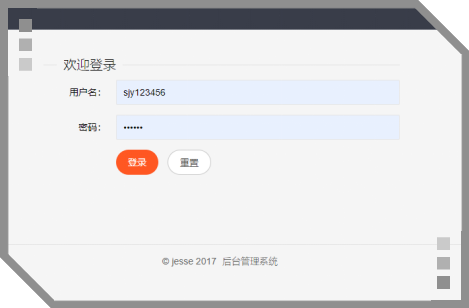 欢迎登录
用户名： sjy123456
密码： ••••••
登录 重置
© jesse 2017 后台管理系统